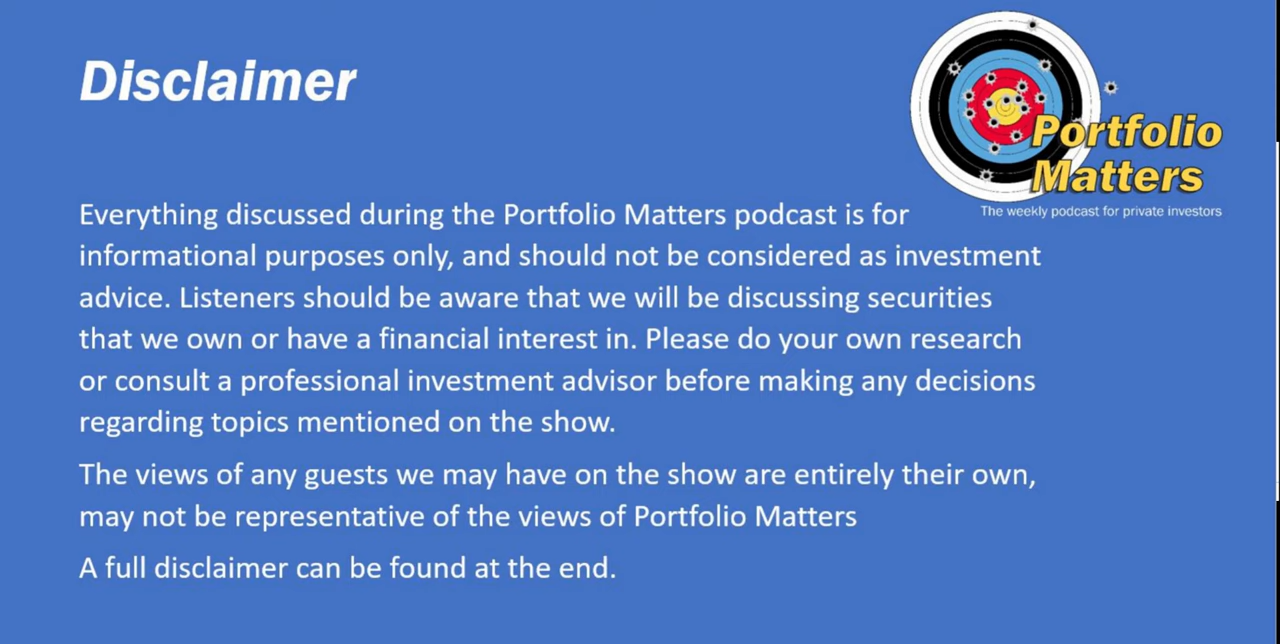 Disclaimer
Portfolio
Matters
The weekly podcast for private investors
Everything discussed during the Portfolio Matters podcast is for
informational purposes only, and should not be considered as investment
advice. Listeners should be aware that we will be discussing securities
that we own or have a financial interest in. Please do your own research
or consult a professional investment advisor before making any decisions
regarding topics mentioned on the show.
The views of any guests we may have on the show are entirely their own,
may not be representative of the views of Portfolio Matters
A full disclaimer can be found at the end.